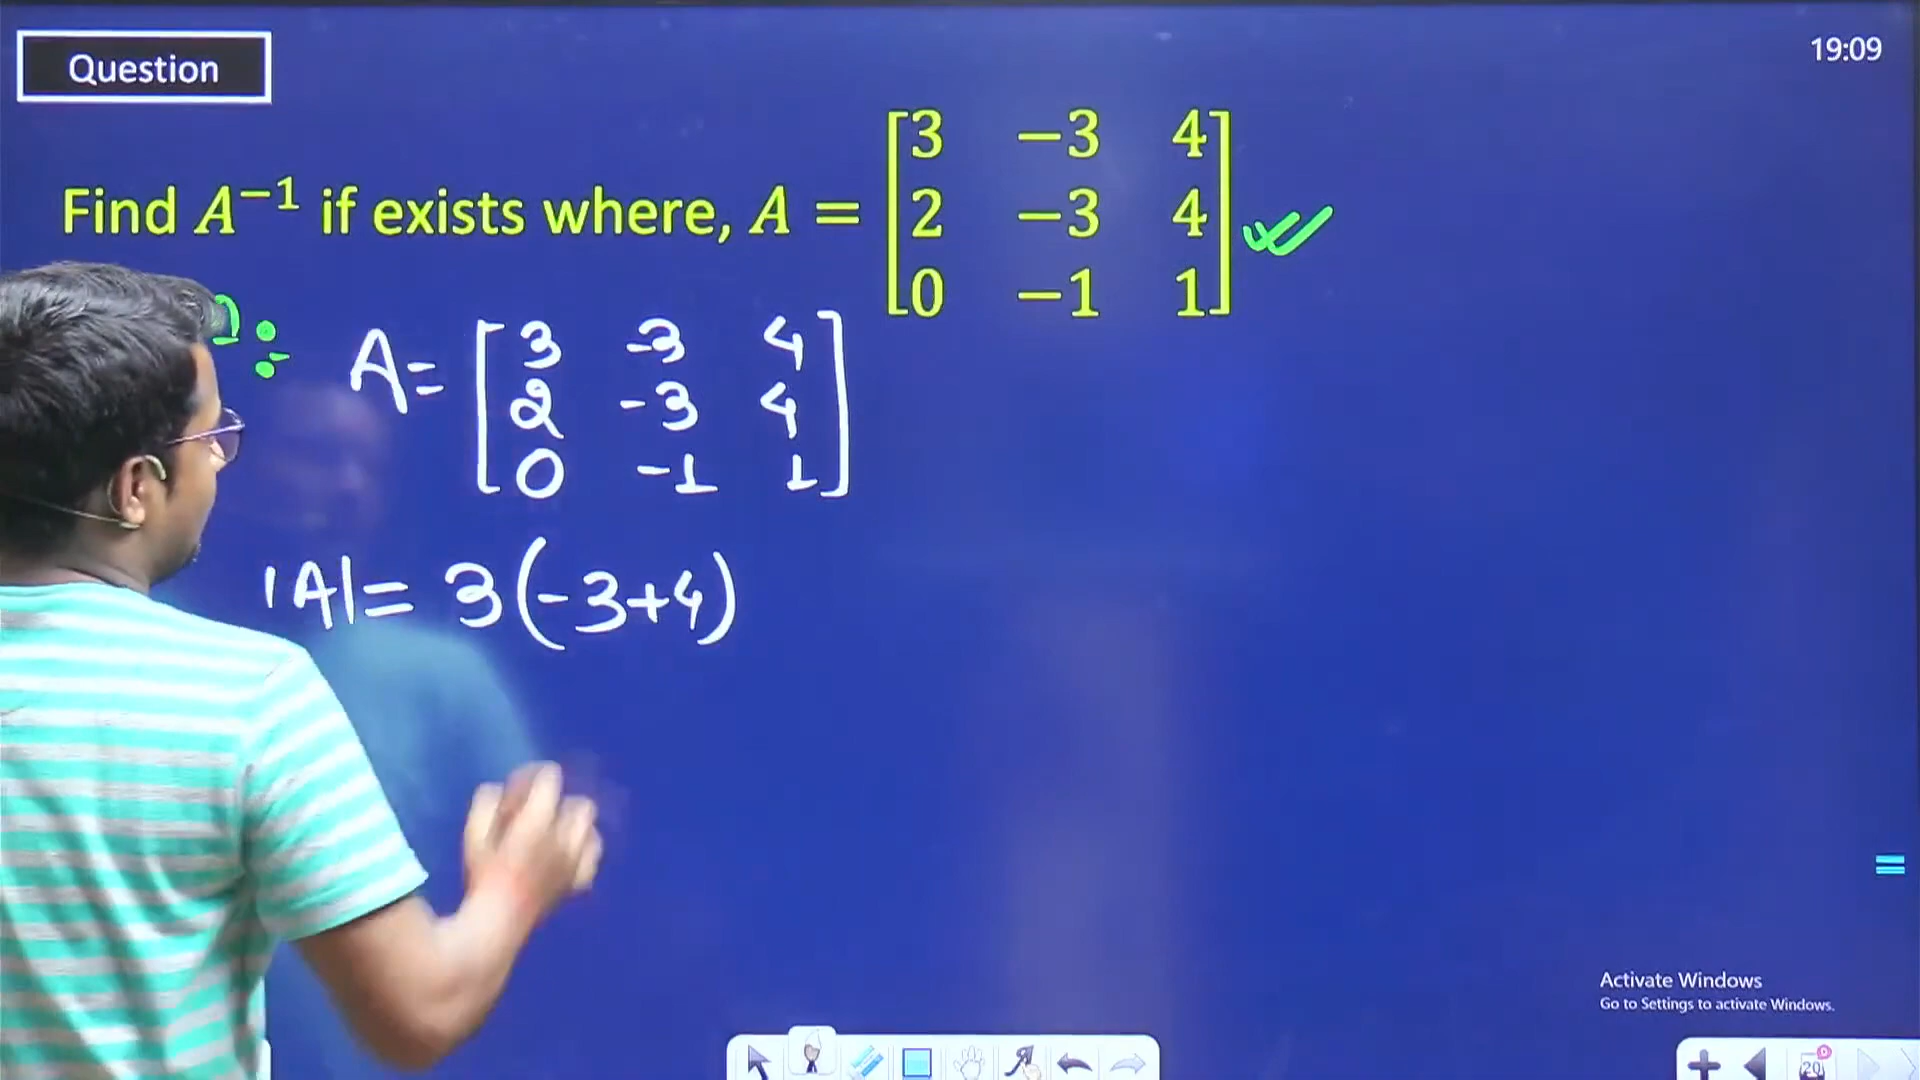 Question
19:09
Find A⁻¹ if exists where, A = [3 −3 4
2 −3 4
0 −1 1]
A = [3 -3 4
2 -3 4
0 -1 1]
|A| = 3(-3+4)
Activate Windows
Go to Settings to activate Windows.
20